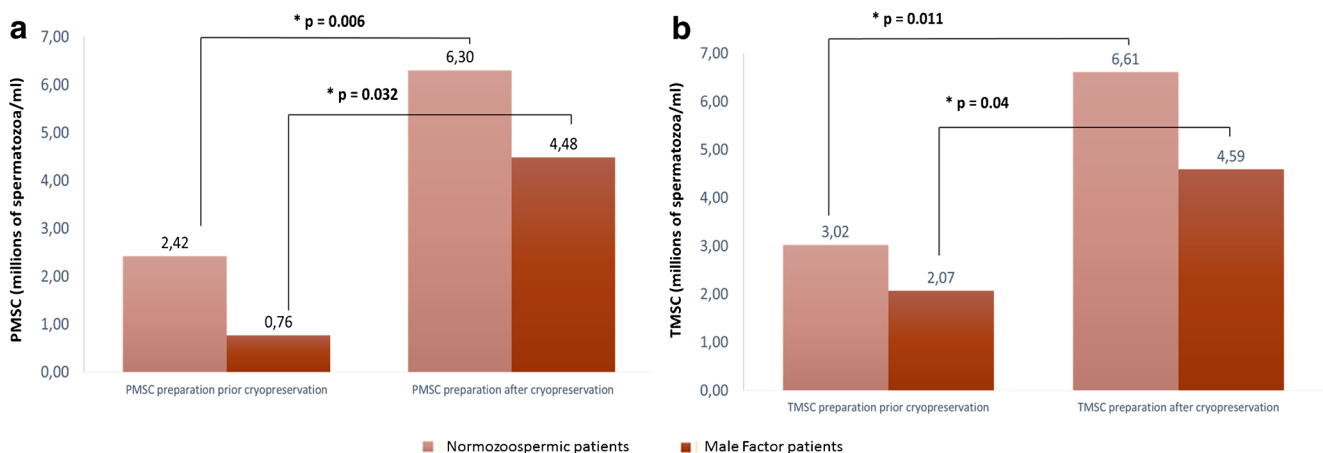 a
* p = 0.006
7,00
6,00
5,00
4,00
3,00
2,00
1,00
0,00
PMSC (millions of spermatozoa/ml)
6,30
* p = 0.032
4,48
2,42
0,76
PMSC preparation prior cryopreservation
PMSC preparation after cryopreservation
b
* p = 0.011
7,00
6,00
5,00
4,00
3,00
2,00
1,00
0,00
TMSC (millions of spermatozoa/ml)
6,61
* p = 0.04
4,59
3,02
2,07
TMSC preparation prior cryopreservation
TMSC preparation after cryopreservation
Normozoospermic patients
Male Factor patients